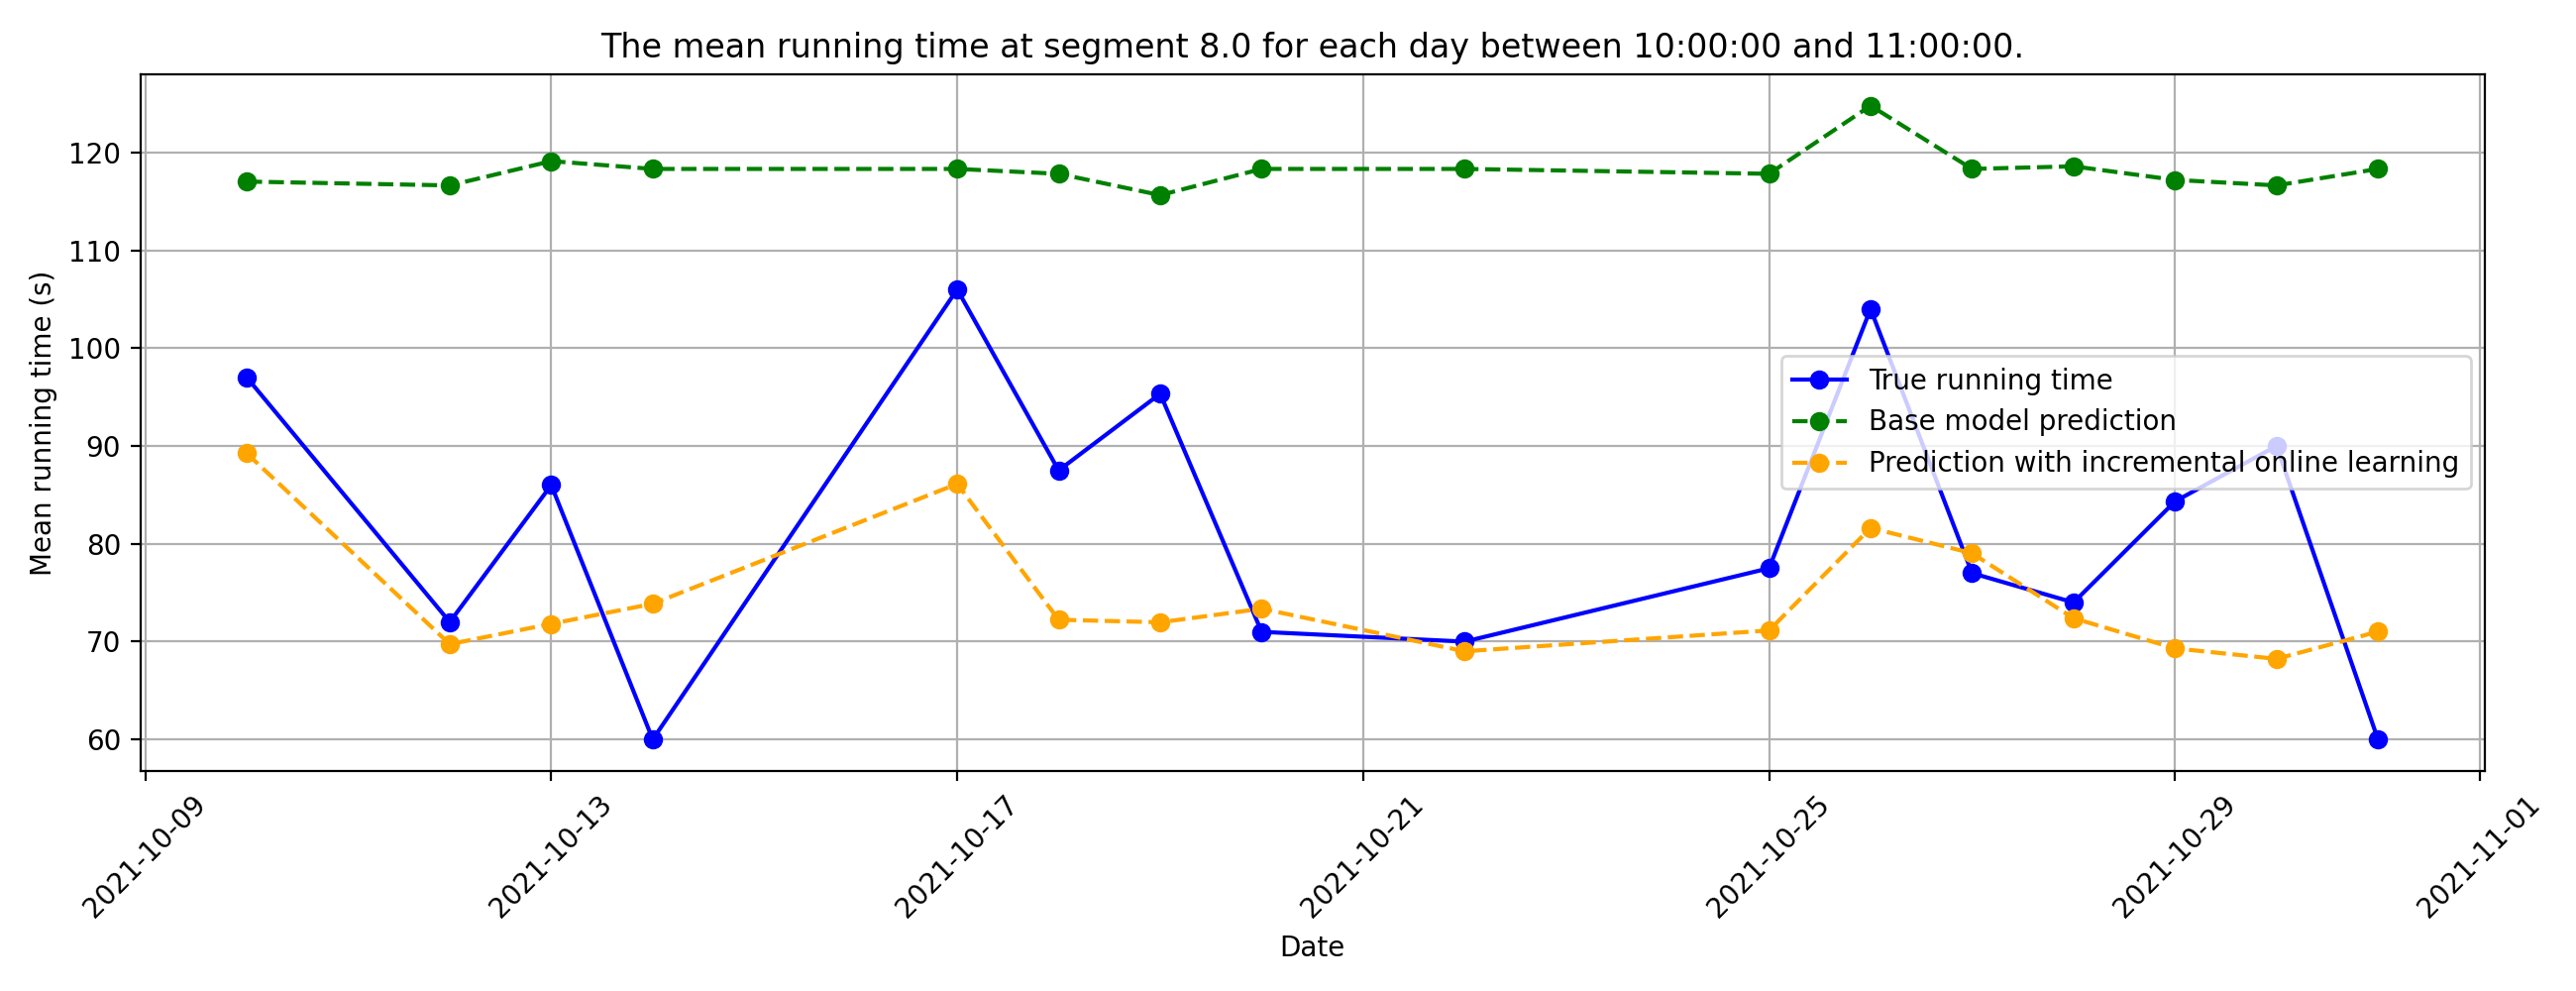 The mean running time at segment 8.0 for each day between 10:00:00 and 11:00:00.
Mean running time (s)
120
110
100
90
80
70
60
True running time
Base model prediction
Prediction with incremental online learning
2021-10-09
2021-10-13
2021-10-17
2021-10-21
2021-10-25
2021-10-29
2021-11-01
Date